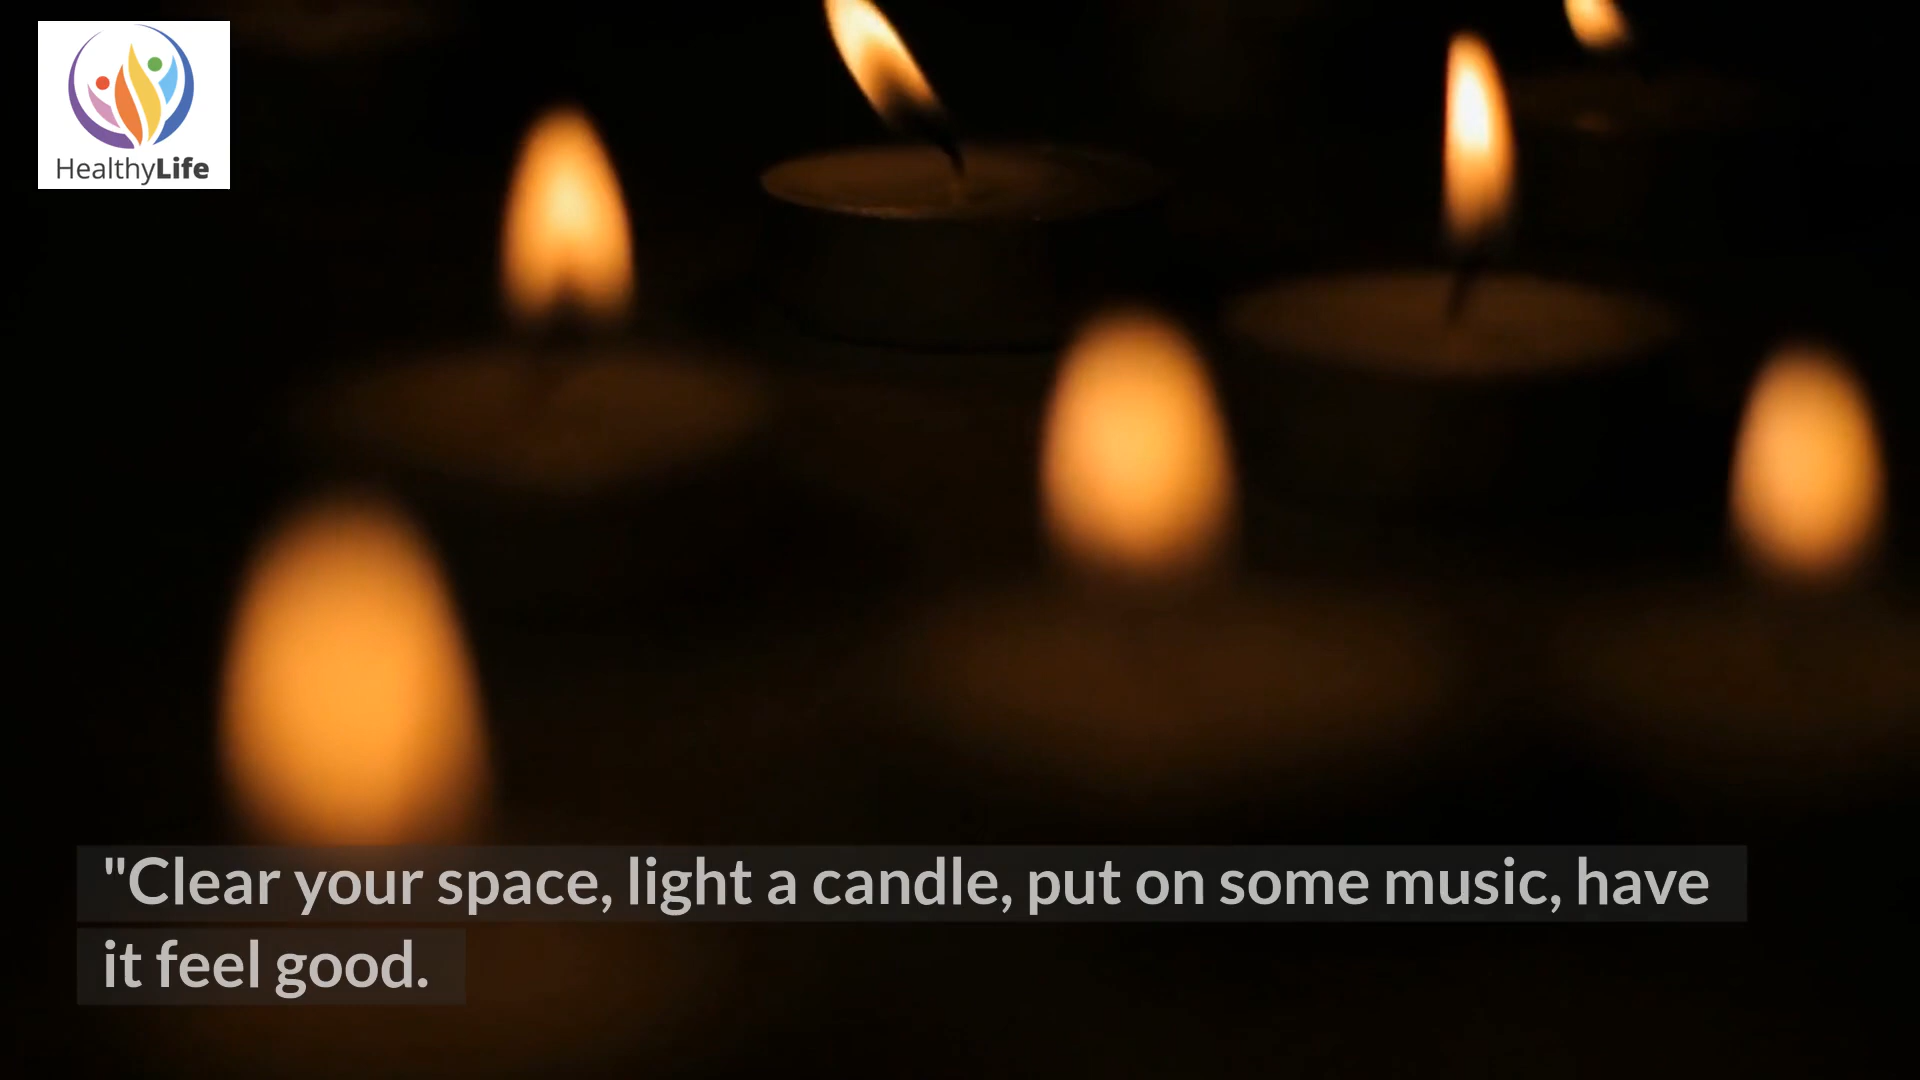 HealthyLife
"Clear your space, light a candle, put on some music, have
it feel good.